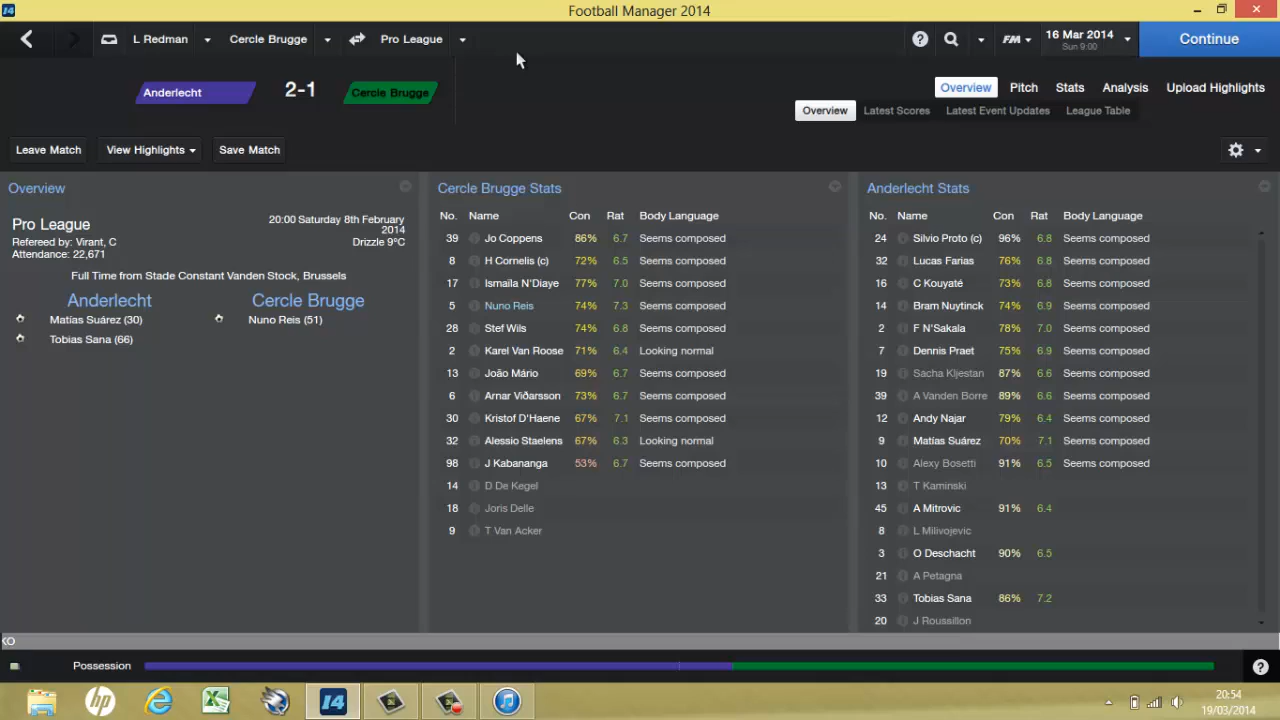 Football Manager 2014
L Redman
Cercle Brugge
Pro League
FM
16 Mar 2014
Sun 9:00
Continue
Anderlecht 2-1 Cercle Brugge
Overview Pitch Stats Analysis Upload Highlights
Overview Latest Scores Latest Event Updates League Table
Leave Match View Highlights Save Match
Overview
Pro League
Refereed by: Virant, C
Attendance: 22,671
20:00 Saturday 8th February
2014
Drizzle 9°C
Full Time from Stade Constant Vanden Stock, Brussels
Anderlecht Cercle Brugge
Matías Suárez (30) Nuno Reis (51)
Tobias Sana (66)
Cercle Brugge Stats
No. Name Con Rat Body Language
39 Jo Coppens 86% 6.7 Seems composed
8 H Cornelis (c) 72% 6.5 Seems composed
17 Ismaïla N'Diaye 77% 7.0 Seems composed
5 Nuno Reis 74% 7.3 Seems composed
28 Stef Wils 74% 6.8 Seems composed
2 Karel Van Roose 71% 6.4 Looking normal
13 João Mário 69% 6.7 Seems composed
6 Arnar Viðarsson 73% 6.7 Seems composed
30 Kristof D'Haene 67% 7.1 Seems composed
32 Alessio Staelens 67% 6.3 Looking normal
98 J Kabananga 53% 6.7 Seems composed
14 D De Kegel
18 Joris Delle
9 T Van Acker
Anderlecht Stats
No. Name Con Rat Body Language
24 Silvio Proto (c) 96% 6.8 Seems composed
32 Lucas Farias 76% 6.8 Seems composed
16 C Kouyaté 73% 6.8 Seems composed
14 Bram Nuytinck 74% 6.9 Seems composed
2 F N'Sakala 78% 7.0 Seems composed
7 Dennis Praet 75% 6.9 Seems composed
19 Sacha Kljestan 87% 6.6 Seems composed
39 A Vanden Borre 89% 6.6 Seems composed
12 Andy Najar 79% 6.4 Seems composed
9 Matías Suárez 70% 7.1 Seems composed
10 Alexy Bosetti 91% 6.5 Seems composed
13 T Kaminski
45 A Mitrovic 91% 6.4
8 L Milivojevic
3 O Deschacht 90% 6.5
21 A Petagna
33 Tobias Sana 86% 7.2
20 J Roussillon
KO
Possession
20:54
19/03/2014